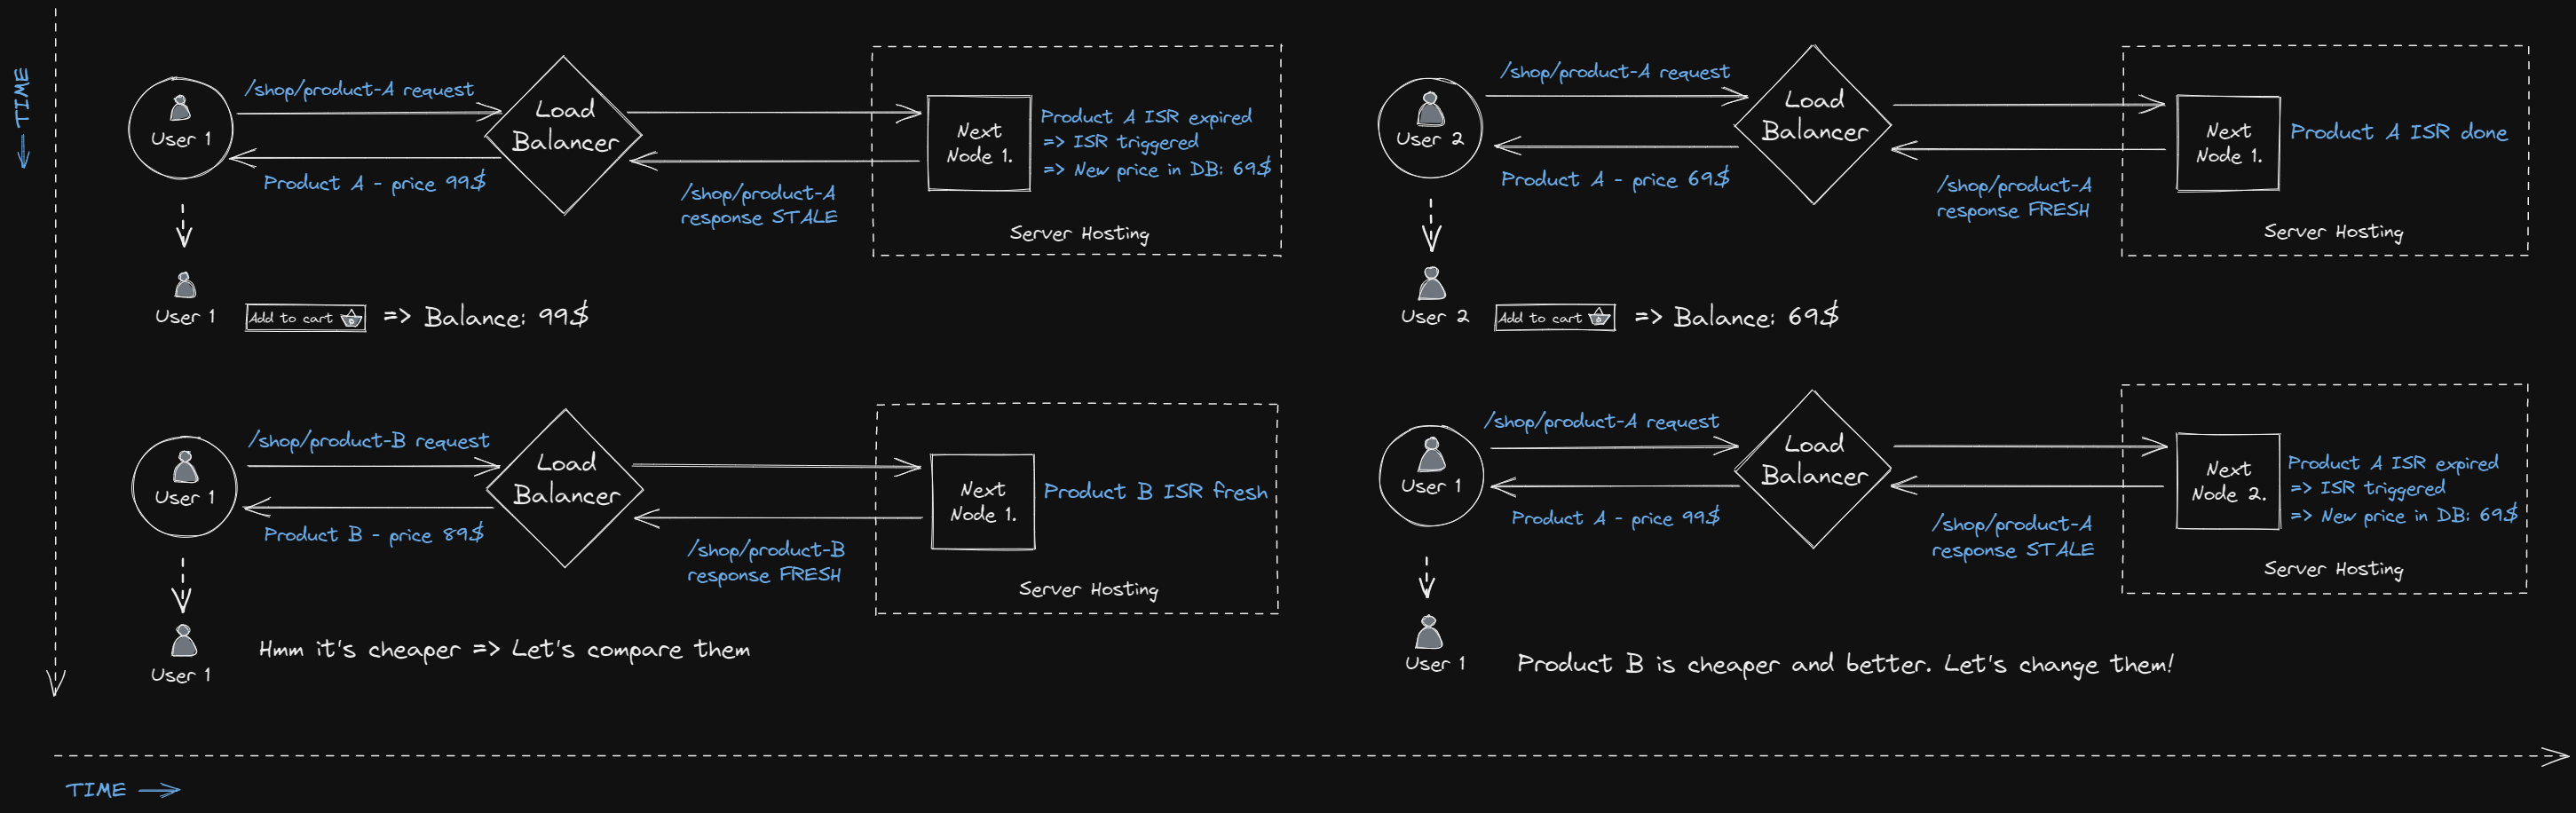 ← TIME
User 1
/shop/product-A request
Product A - price 99$
Load
Balancer
/shop/product-A
response STALE
Next
Node 1.
Product A ISR expired
=> ISR triggered
=> New price in DB: 69$
Server Hosting
User 1
Add to cart
=> Balance: 99$
User 2
/shop/product-A request
Product A - price 69$
Load
Balancer
/shop/product-A
response FRESH
Next
Node 1.
Product A ISR done
Server Hosting
User 2
Add to cart
=> Balance: 69$
User 1
/shop/product-B request
Product B - price 89$
Load
Balancer
/shop/product-B
response FRESH
Next
Node 1.
Product B ISR fresh
Server Hosting
User 1
Hmm it's cheaper => Let's compare them
User 1
/shop/product-A request
Product A - price 99$
Load
Balancer
/shop/product-A
response STALE
Next
Node 2.
Product A ISR expired
=> ISR triggered
=> New price in DB: 69$
Server Hosting
User 1
Product B is cheaper and better. Let's change them!
TIME →